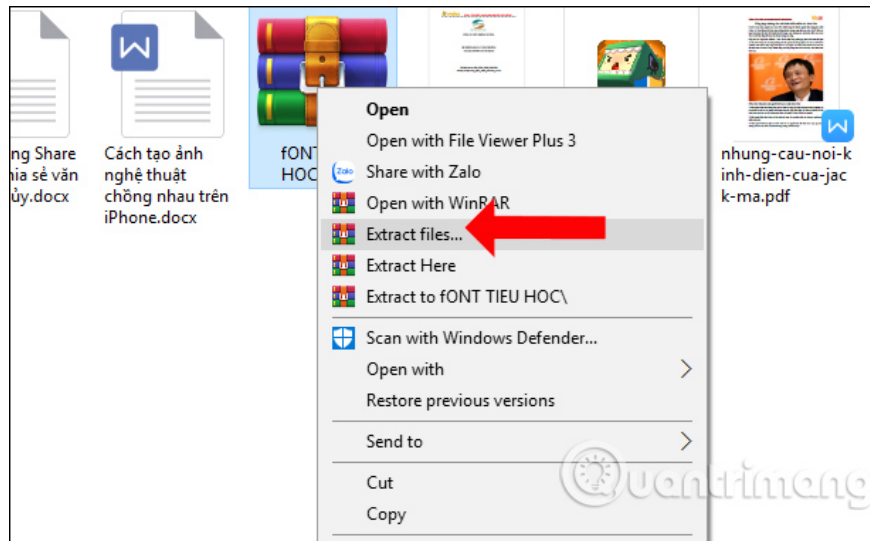 ng Share
hia sẻ văn
ủy.docx
Cách tạo ảnh
nghệ thuật
chồng nhau trên
iPhone.docx
fONT
HOC
nhung-cau-noi-k
inh-dien-cua-jac
k-ma.pdf
Open
Open with File Viewer Plus 3
Zalo
Share with Zalo
Open with WinRAR
Extract files...
Extract Here
Extract to fONT TIEU HOC\
Scan with Windows Defender...
Open with
Restore previous versions
Send to
Cut
Copy
Quantrimang